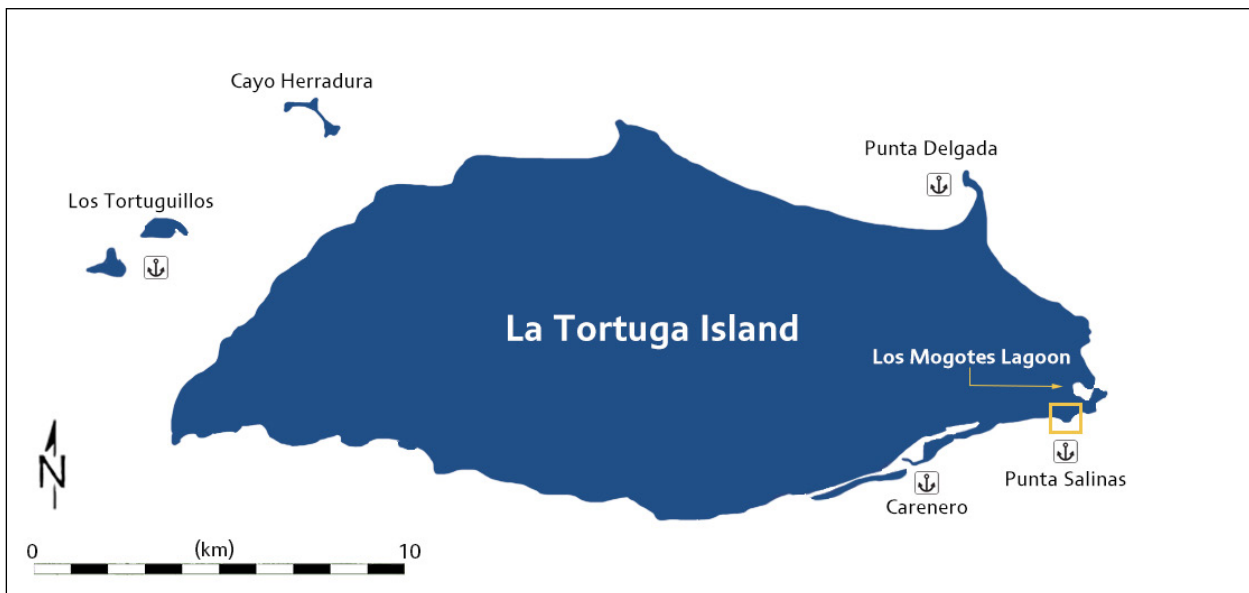 Cayo Herradura
Punta Delgada
Los Tortuguillos
La Tortuga Island
Los Mogotes Lagoon
Punta Salinas
Carenero
N
0 (km) 10